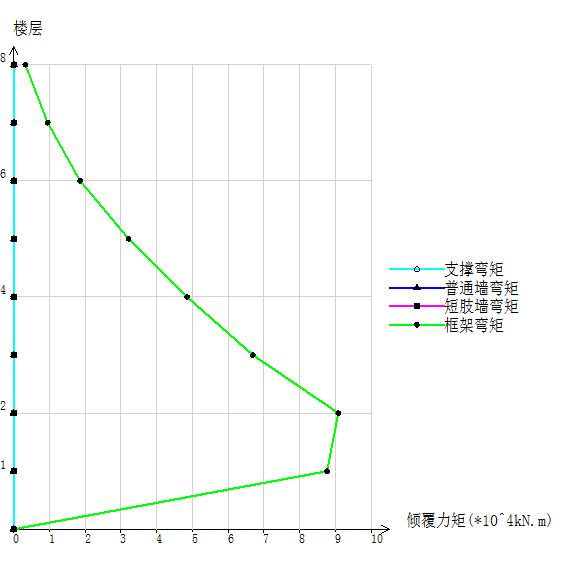 楼层
8
6
4
2
1
0 1 2 3 4 5 6 7 8 9 10
倾覆力矩(*10^4kN.m)
支撑弯矩
普通墙弯矩
短肢墙弯矩
框架弯矩